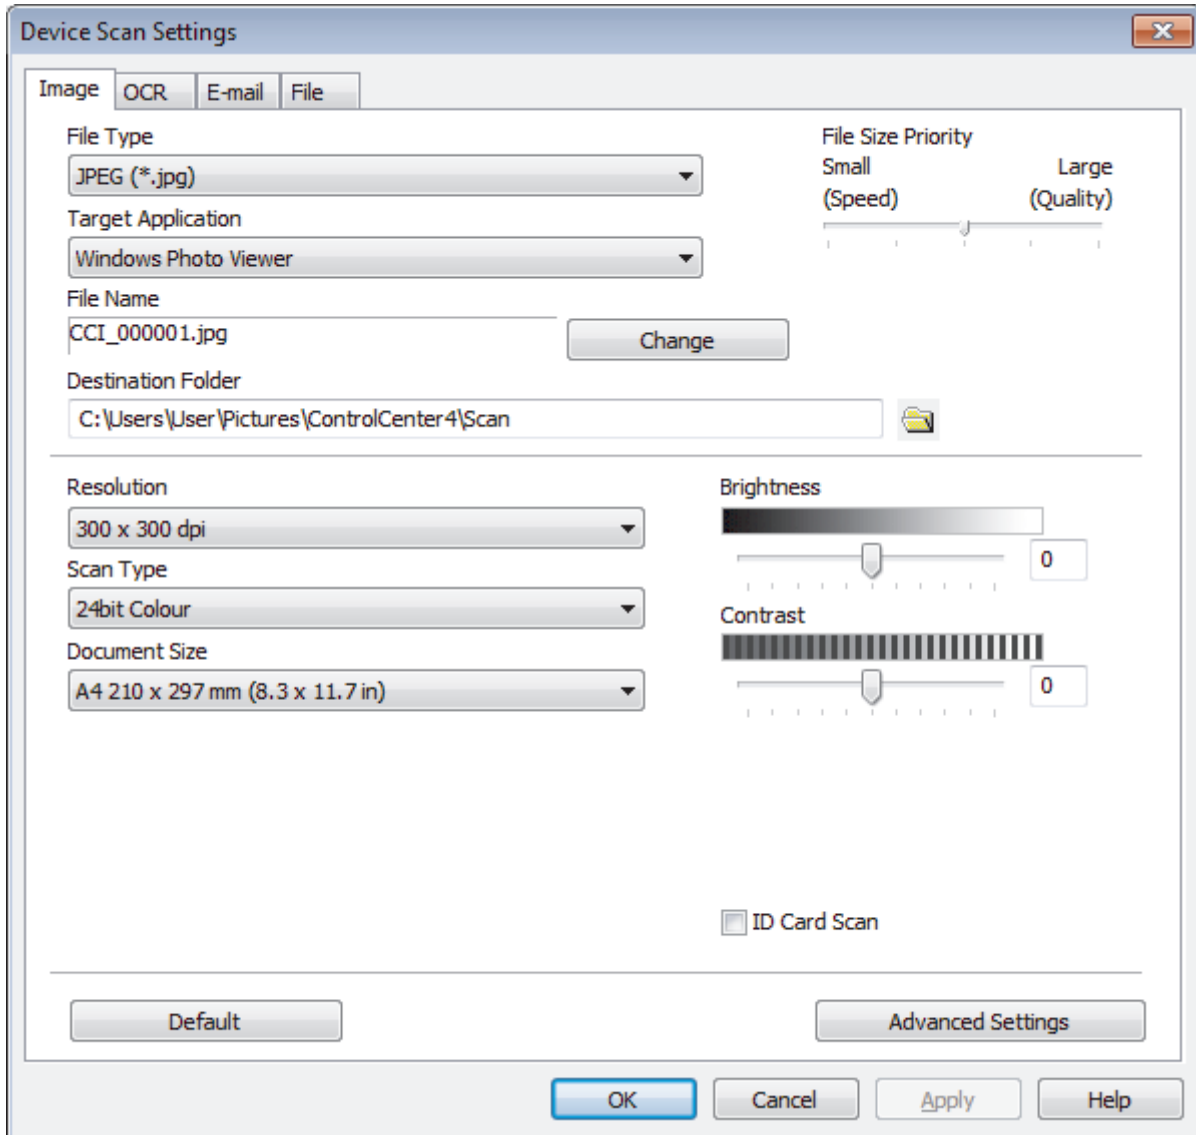 Device Scan Settings
Image OCR E-mail File
File Type
JPEG (*.jpg)
Target Application
Windows Photo Viewer
File Name
CCI_000001.jpg
Change
Destination Folder
C:\Users\User\Pictures\ControlCenter4\Scan
File Size Priority
Small Large
(Speed) (Quality)
Resolution
300 x 300 dpi
Scan Type
24bit Colour
Document Size
A4 210 x 297 mm (8.3 x 11.7 in)
Brightness
0
Contrast
0
ID Card Scan
Default Advanced Settings
OK Cancel Apply Help